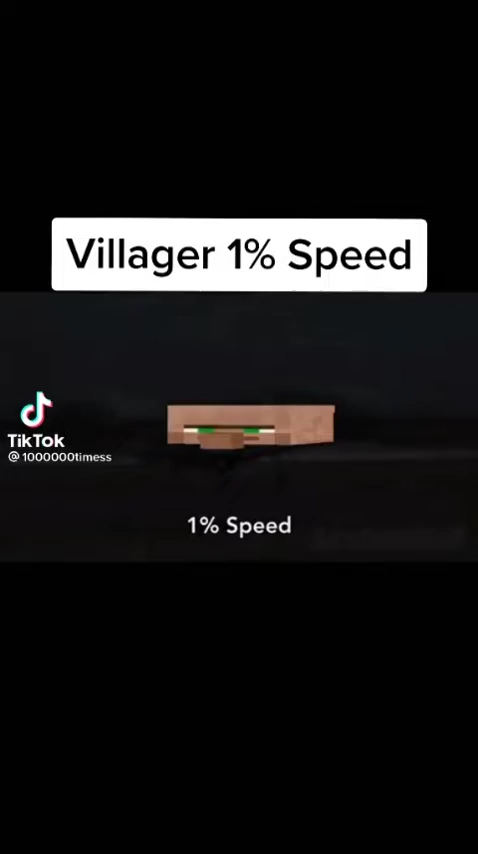 Villager 1% Speed
TikTok
@1000000timess
1% Speed